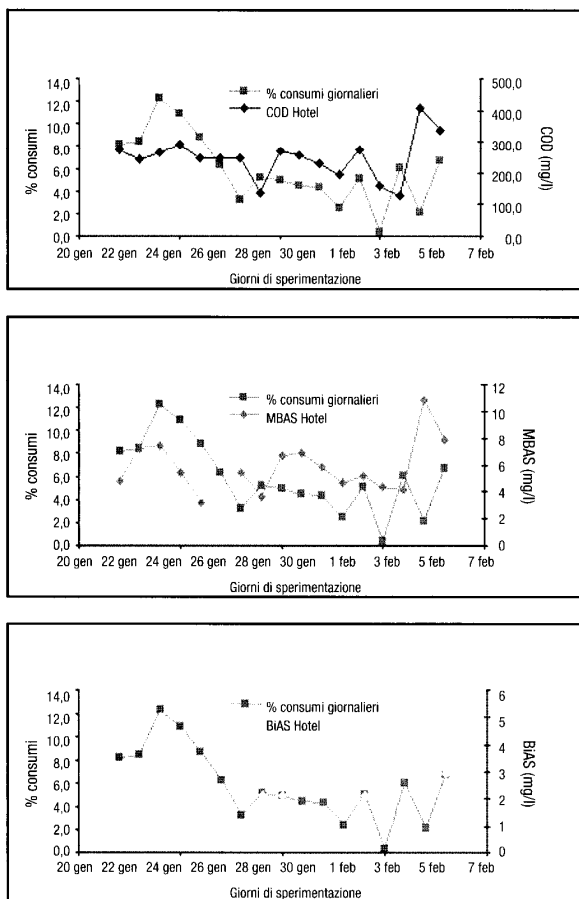 14,0
12,0
10,0
8,0
6,0
4,0
2,0
0,0
% consumi
% consumi giornalieri
COD Hotel
500,0
400,0
300,0
200,0
100,0
0,0
COD (mg/l)
20 gen 22 gen 24 gen 26 gen 28 gen 30 gen 1 feb 3 feb 5 feb 7 feb
Giorni di sperimentazione
14,0
12,0
10,0
8,0
6,0
4,0
2,0
0,0
% consumi
% consumi giornalieri
MBAS Hotel
12
10
8
6
4
2
0
MBAS (mg/l)
20 gen 22 gen 24 gen 26 gen 28 gen 30 gen 1 feb 3 feb 5 feb 7 feb
Giorni di sperimentazione
14,0
12,0
10,0
8,0
6,0
4,0
2,0
0,0
% consumi
% consumi giornalieri
BiAS Hotel
6
5
4
3
2
1
0
BiAS (mg/l)
20 gen 22 gen 24 gen 26 gen 28 gen 30 gen 1 feb 3 feb 5 feb 7 feb
Giorni di sperimentazione